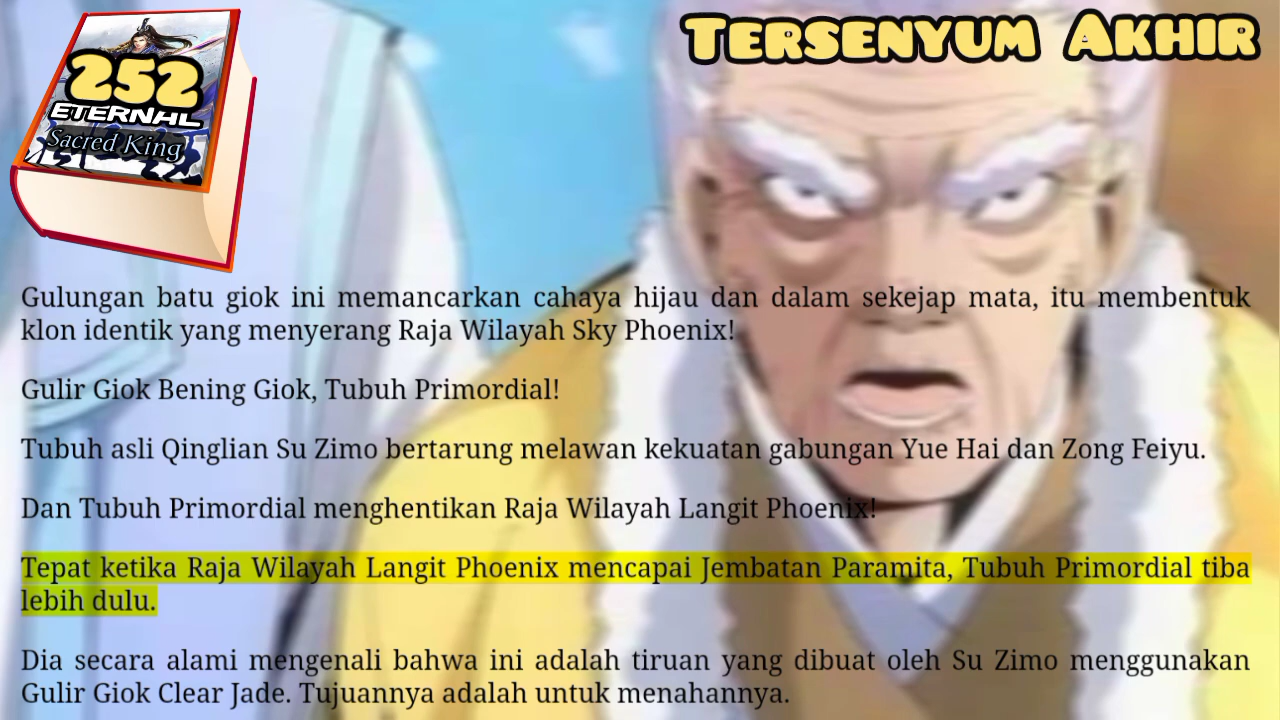 TERSENYUM AKHIR
252
ETERNAL
Sacred King
Gulungan batu giok ini memancarkan cahaya hijau dan dalam sekejap mata, itu membentuk
klon identik yang menyerang Raja Wilayah Sky Phoenix!
Gulir Giok Bening Giok, Tubuh Primordial!
Tubuh asli Qinglian Su Zimo bertarung melawan kekuatan gabungan Yue Hai dan Zong Feiyu.
Dan Tubuh Primordial menghentikan Raja Wilayah Langit Phoenix!
Tepat ketika Raja Wilayah Langit Phoenix mencapai Jembatan Paramita, Tubuh Primordial tiba
lebih dulu.
Dia secara alami mengenali bahwa ini adalah tiruan yang dibuat oleh Su Zimo menggunakan
Gulir Giok Clear Jade. Tujuannya adalah untuk menahannya.